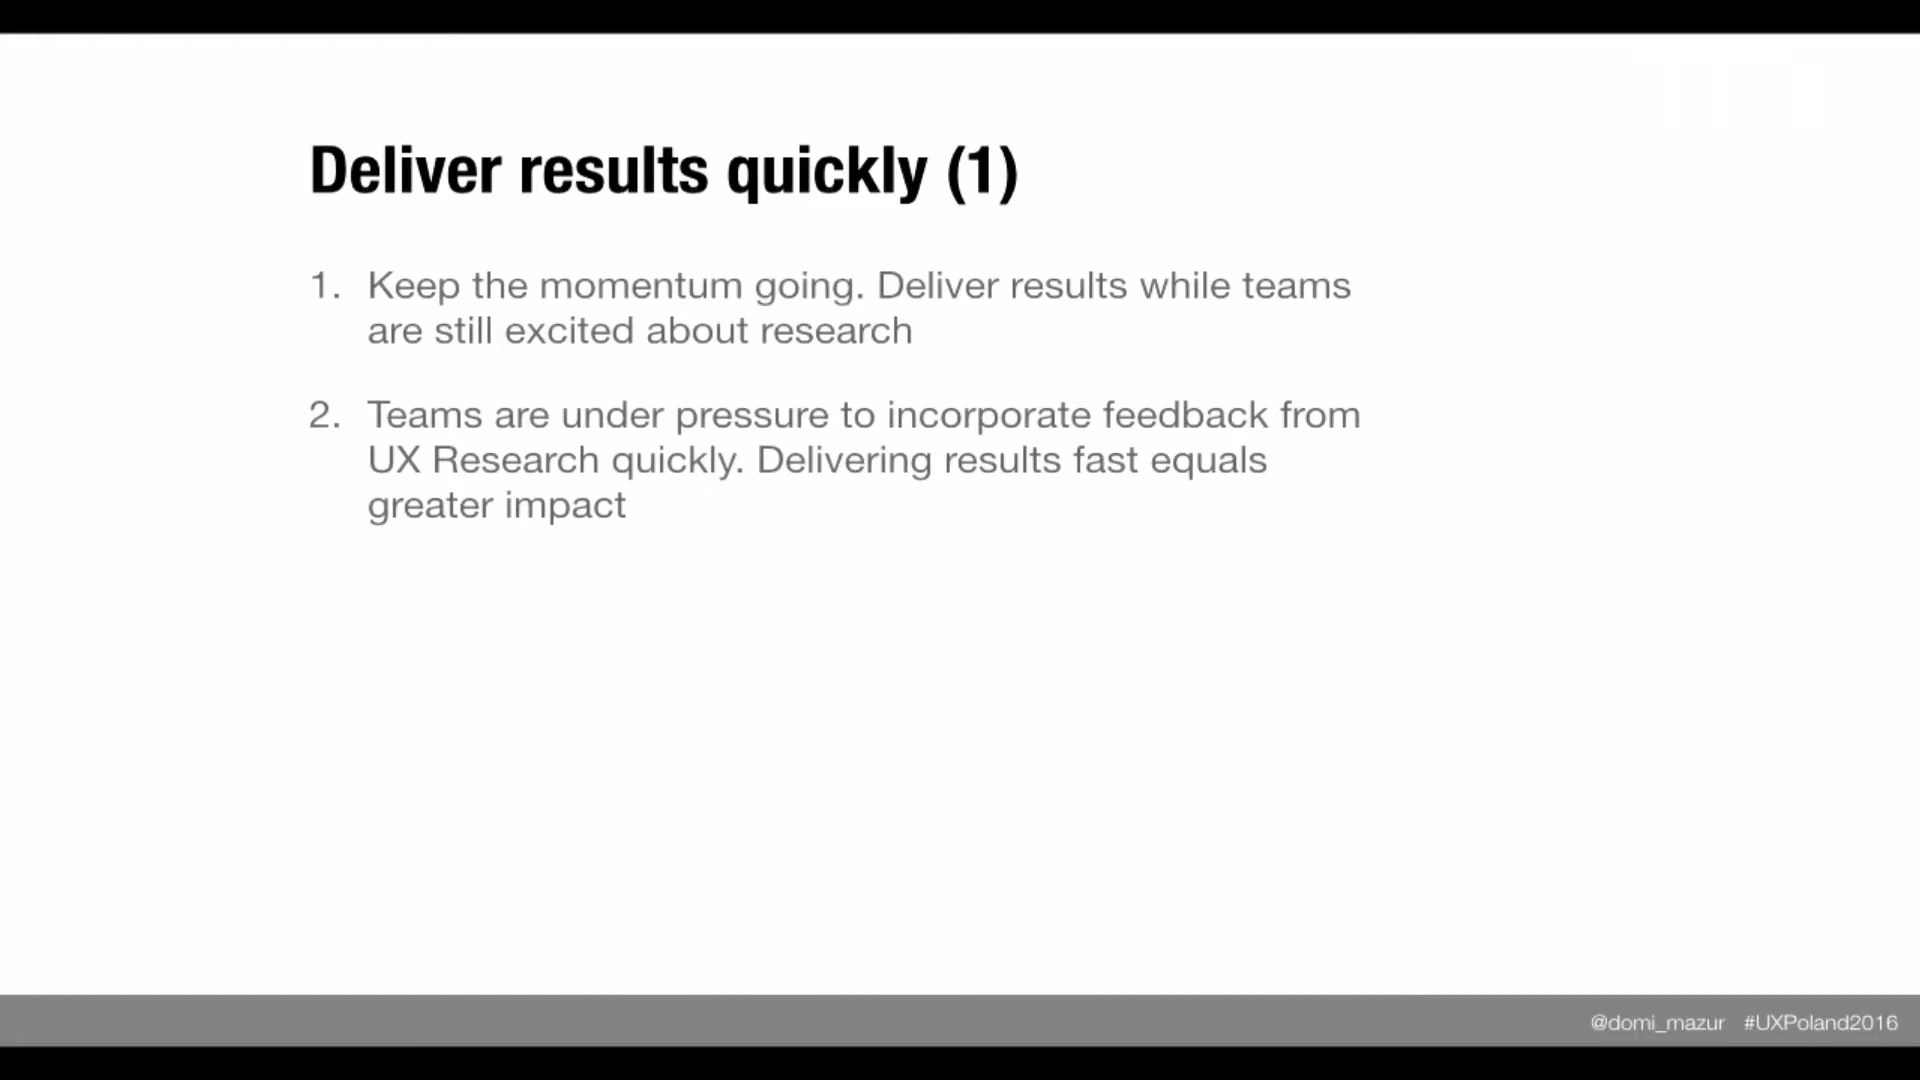 Deliver results quickly (1)
1. Keep the momentum going. Deliver results while teams
are still excited about research
2. Teams are under pressure to incorporate feedback from
UX Research quickly. Delivering results fast equals
greater impact
@domi_mazur #UXPoland2016